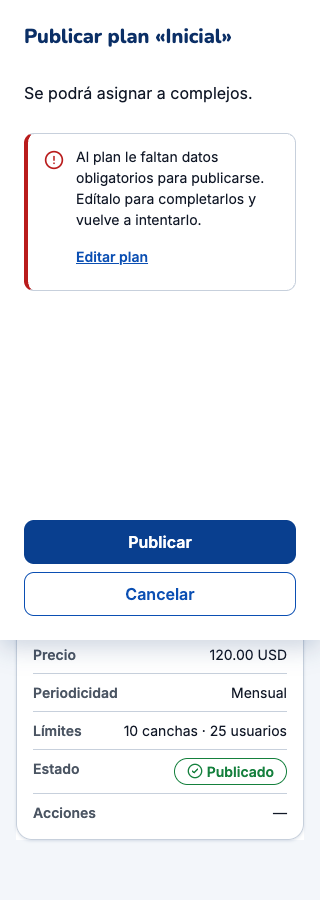 Publicar plan «Inicial»
Se podrá asignar a complejos.
Al plan le faltan datos
obligatorios para publicarse.
Edítalo para completarlos y
vuelve a intentarlo.
Editar plan
Publicar
Cancelar
Precio 120.00 USD
Periodicidad Mensual
Límites 10 canchas · 25 usuarios
Estado Publicado
Acciones —